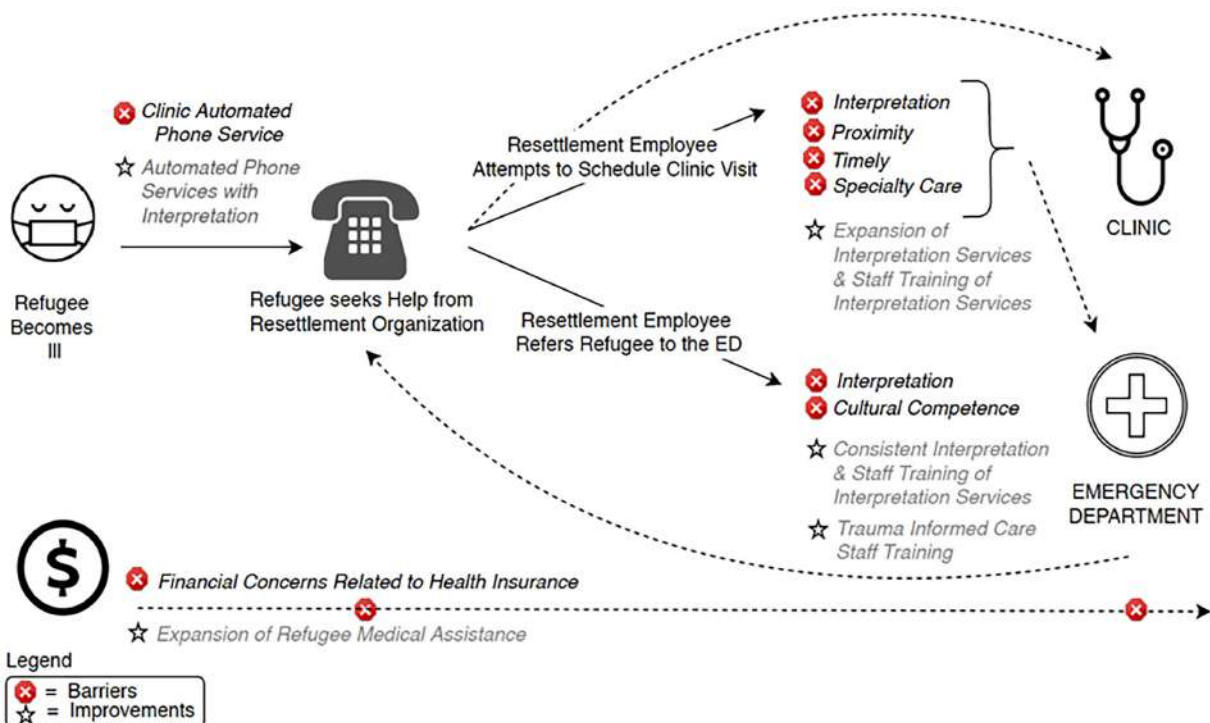 Clinic Automated
Phone Service
Automated Phone
Services with
Interpretation
Refugee
Becomes
Ill
Refugee seeks Help from
Resettlement Organization
Resettlement Employee
Attempts to Schedule Clinic Visit
Interpretation
Proximity
Timely
Specialty Care
Expansion of
Interpretation Services
& Staff Training of
Interpretation Services
CLINIC
Resettlement Employee
Refers Refugee to the ED
Interpretation
Cultural Competence
Consistent Interpretation
& Staff Training of
Interpretation Services
Trauma Informed Care
Staff Training
EMERGENCY
DEPARTMENT
$
Financial Concerns Related to Health Insurance
Expansion of Refugee Medical Assistance
Legend
= Barriers
= Improvements